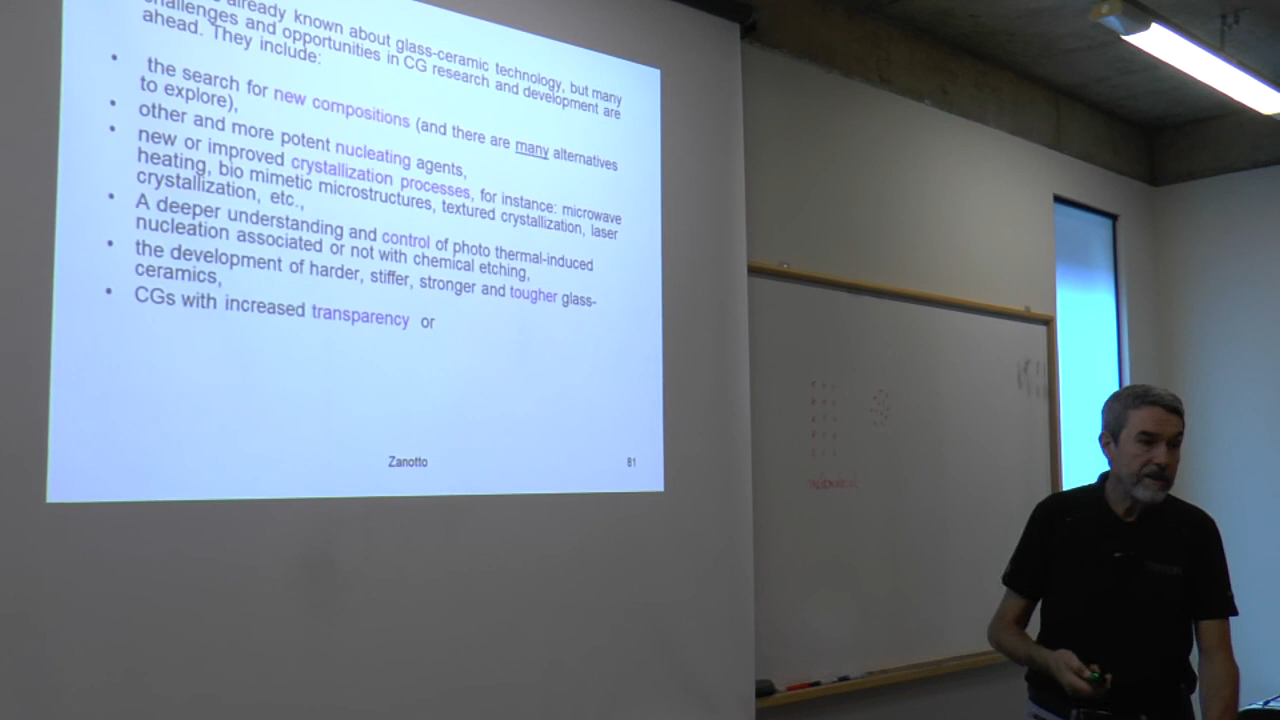 already known about glass-ceramic technology, but many
challenges and opportunities in CG research and development are
ahead. They include:
• the search for new compositions (and there are many alternatives
to explore),
• other and more potent nucleating agents,
• new or improved crystallization processes, for instance: microwave
heating, bio mimetic microstructures, textured crystallization, laser
crystallization, etc.,
• A deeper understanding and control of photo thermal-induced
nucleation associated or not with chemical etching,
• the development of harder, stiffer, stronger and tougher glass-
ceramics,
• CGs with increased transparency or
Zanotto 81